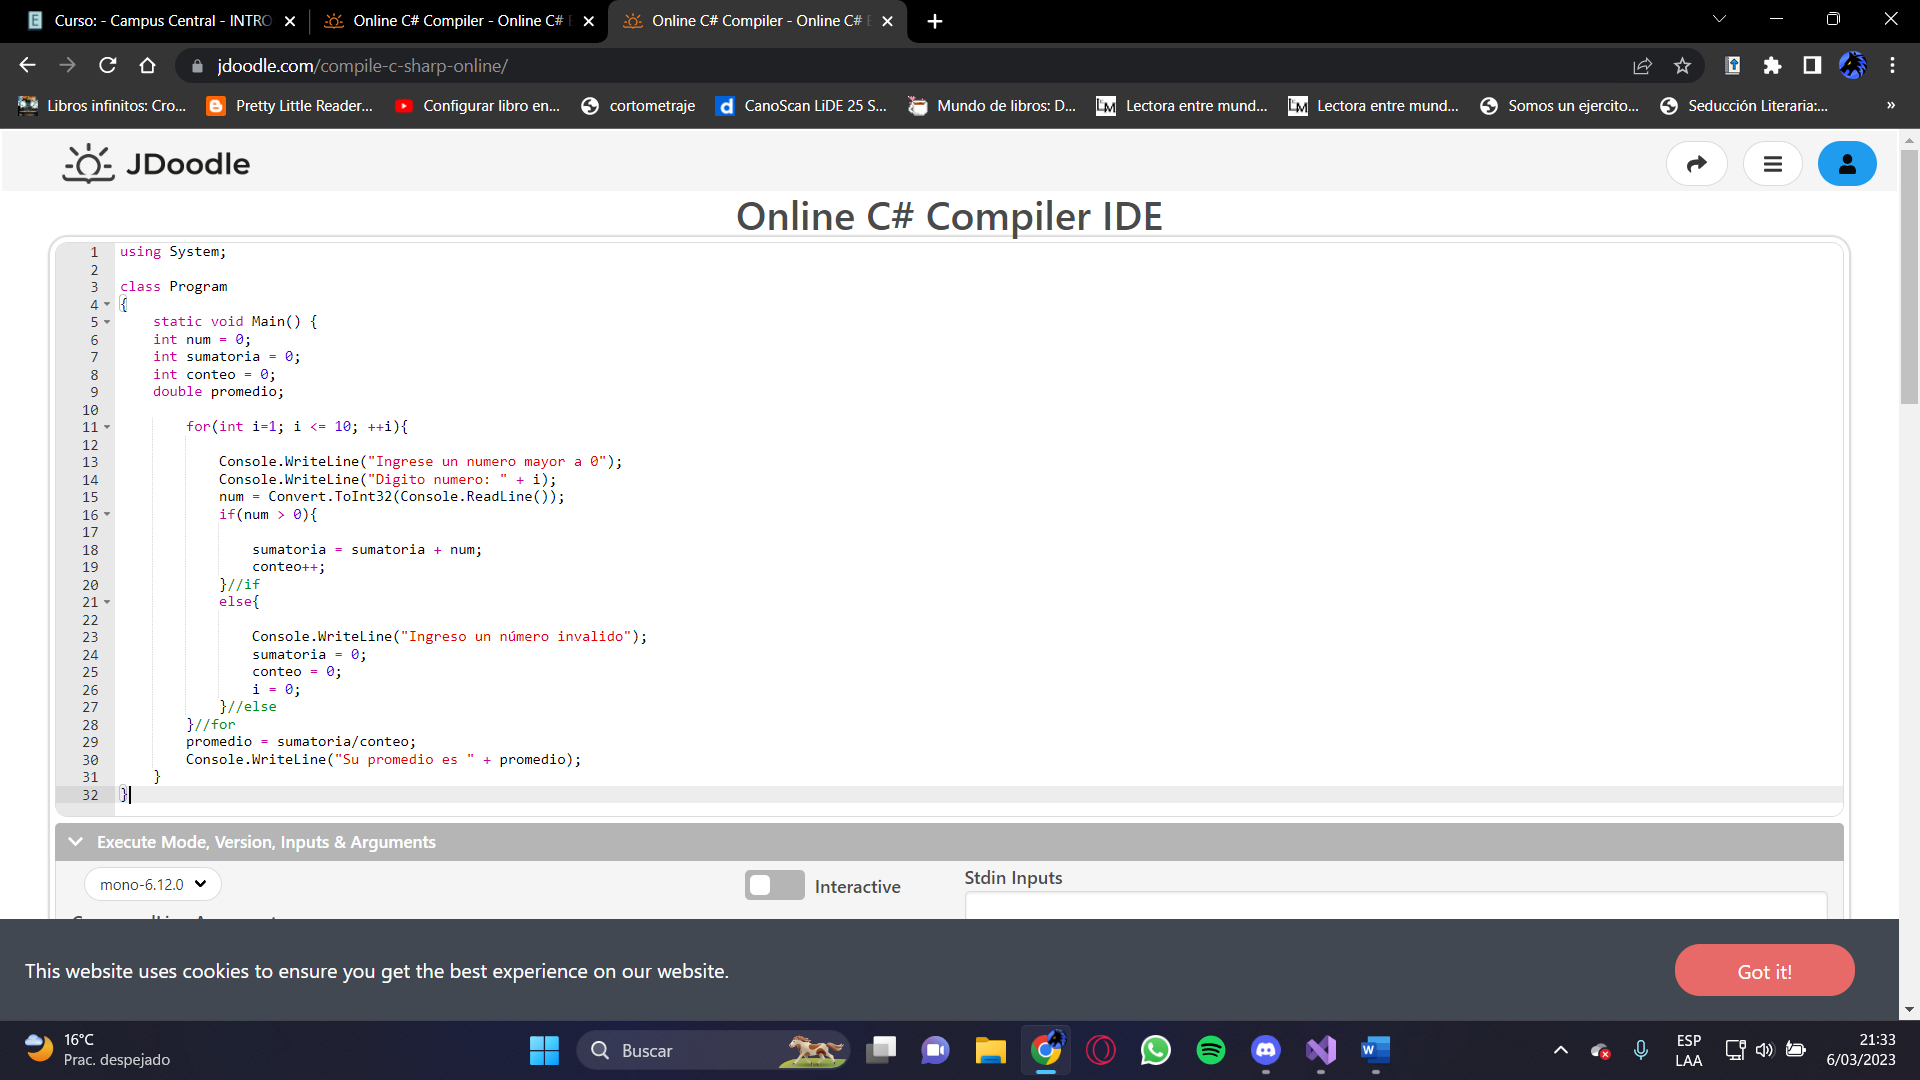 Curso: - Campus Central - INTRO
Online C# Compiler - Online C#
Online C# Compiler - Online C#
jdoodle.com/compile-c-sharp-online/
Libros infinitos: Cro...
Pretty Little Reader...
Configurar libro en...
cortometraje
CanoScan LiDE 25 S...
Mundo de libros: D...
Lectora entre mund...
Lectora entre mund...
Somos un ejercito...
Seducción Literaria:...
»
JDoodle
Online C# Compiler IDE
1 using System;
2
3 class Program
4 {
5 static void Main() {
6 int num = 0;
7 int sumatoria = 0;
8 int conteo = 0;
9 double promedio;
10
11 for(int i=1; i <= 10; ++i){
12
13 Console.WriteLine("Ingrese un numero mayor a 0");
14 Console.WriteLine("Digito numero: " + i);
15 num = Convert.ToInt32(Console.ReadLine());
16 if(num > 0){
17
18 sumatoria = sumatoria + num;
19 conteo++;
20 }//if
21 else{
22
23 Console.WriteLine("Ingreso un número invalido");
24 sumatoria = 0;
25 conteo = 0;
26 i = 0;
27 }//else
28 }//for
29 promedio = sumatoria/conteo;
30 Console.WriteLine("Su promedio es " + promedio);
31 }
32 }
Execute Mode, Version, Inputs & Arguments
mono-6.12.0
Interactive
Stdin Inputs
This website uses cookies to ensure you get the best experience on our website.
Got it!
16°C
Prac. despejado
Buscar
ESP
LAA
21:33
6/03/2023